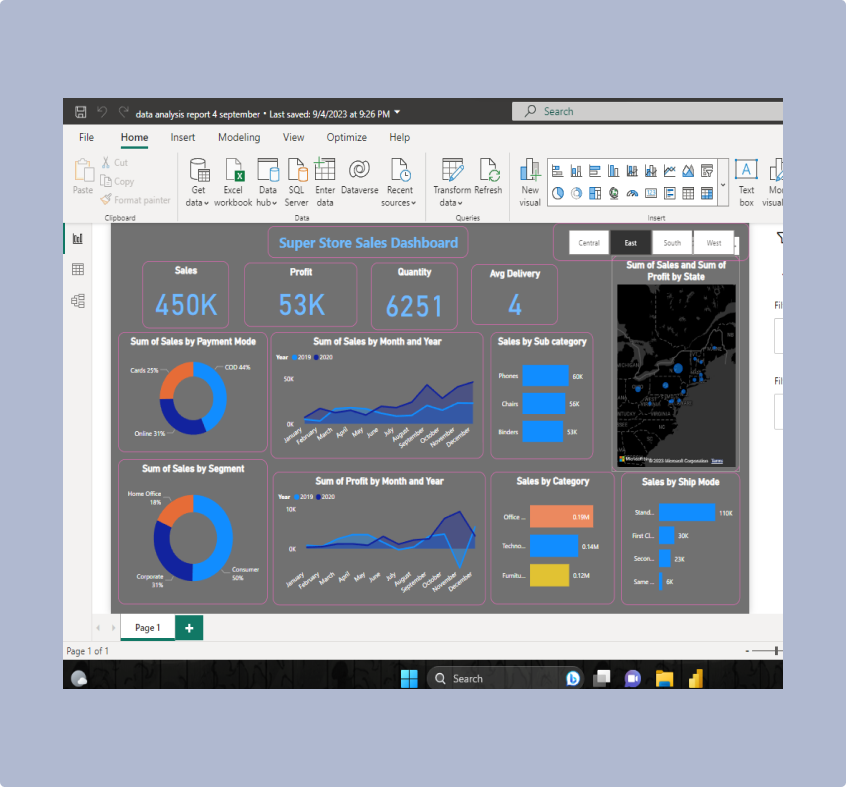 data analysis report 4 september • Last saved: 9/4/2023 at 9:26 PM
Search
File Home Insert Modeling View Optimize Help
Paste
Cut
Copy
Format painter
Clipboard
Get data
Excel workbook
Data hub
SQL Server
Enter data
Dataverse
Recent sources
Data
Transform data
Refresh
Queries
New visual
Text box
Insert
Super Store Sales Dashboard
Central East South West
Sales
450K
Profit
53K
Quantity
6251
Avg Delivery
4
Sum of Sales and Sum of
Profit by State
© 2023 Microsoft Corporation Terms
Sum of Sales by Payment Mode
Cards 25%
COD 44%
Online 31%
Sum of Sales by Month and Year
Year 2019 2020
50K
0K
January February March April May June July August September October November December
Sales by Sub category
Phones 60K
Chairs 56K
Binders 53K
Sum of Sales by Segment
Home Office
18%
Consumer
50%
Corporate
31%
Sum of Profit by Month and Year
Year 2019 2020
10K
0K
January February March April May June July August September October November December
Sales by Category
Office ... 0.19M
Techno... 0.14M
Furnitu... 0.12M
Sales by Ship Mode
Stand... 110K
First Cl... 30K
Secon... 23K
Same ... 6K
Page 1
Page 1 of 1
Search